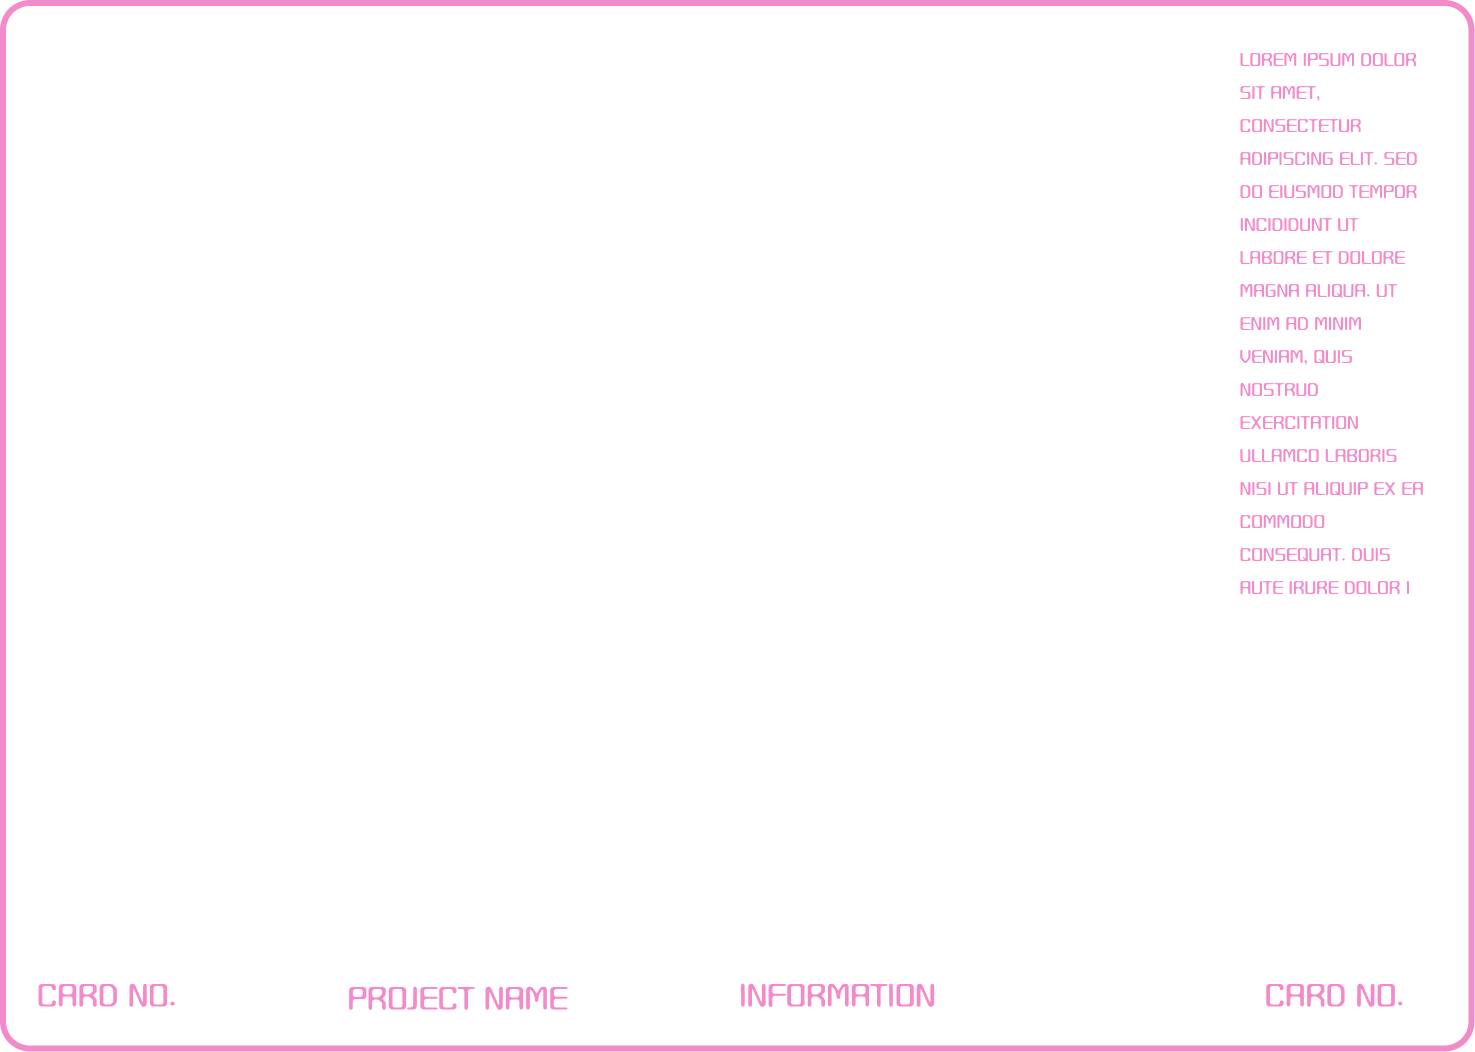 LOREM IPSUM DOLOR
SIT AMET,
CONSECTETUR
ADIPISCING ELIT. SED
DO EIUSMOD TEMPOR
INCIDIDUNT UT
LABORE ET DOLORE
MAGNA ALIQUA. UT
ENIM AD MINIM
VENIAM, QUIS
NOSTRUD
EXERCITATION
ULLAMCO LABORIS
NISI UT ALIQUIP EX EA
COMMODO
CONSEQUAT. DUIS
AUTE IRURE DOLOR I
CARD NO.
PROJECT NAME
INFORMATION
CARD NO.